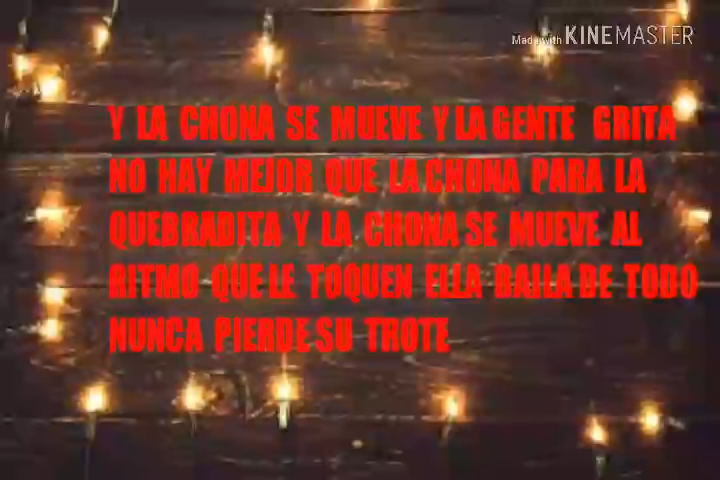 Made with KINEMASTER
Y LA CHONA SE MUEVE Y LA GENTE GRITA
NO HAY MEJOR QUE LA CHONA PARA LA
QUEBRADITA Y LA CHONA SE MUEVE AL
RITMO QUE LE TOQUEN ELLA BAILA DE TODO
NUNCA PIERDE SU TROTE